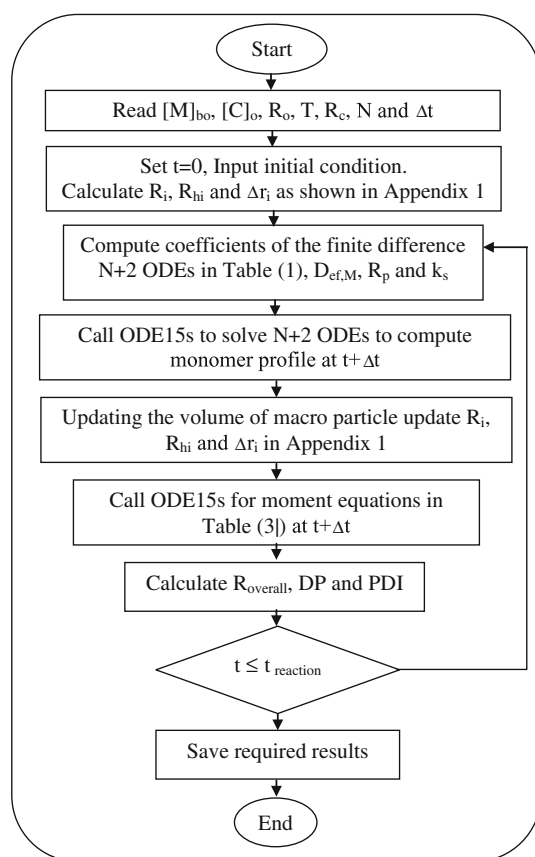 Start
Read [M]bo, [C]o, Ro, T, Rc, N and Δt
Set t=0, Input initial condition.
Calculate Ri, Rhi and Δri as shown in Appendix 1
Compute coefficients of the finite difference
N+2 ODEs in Table (1), Def,M, Rp and ks
Call ODE15s to solve N+2 ODEs to compute
monomer profile at t+Δt
Updating the volume of macro particle update Ri,
Rhi and Δri in Appendix 1
Call ODE15s for moment equations in
Table (3|) at t+Δt
Calculate Roverall, DP and PDI
t ≤ t reaction
Save required results
End